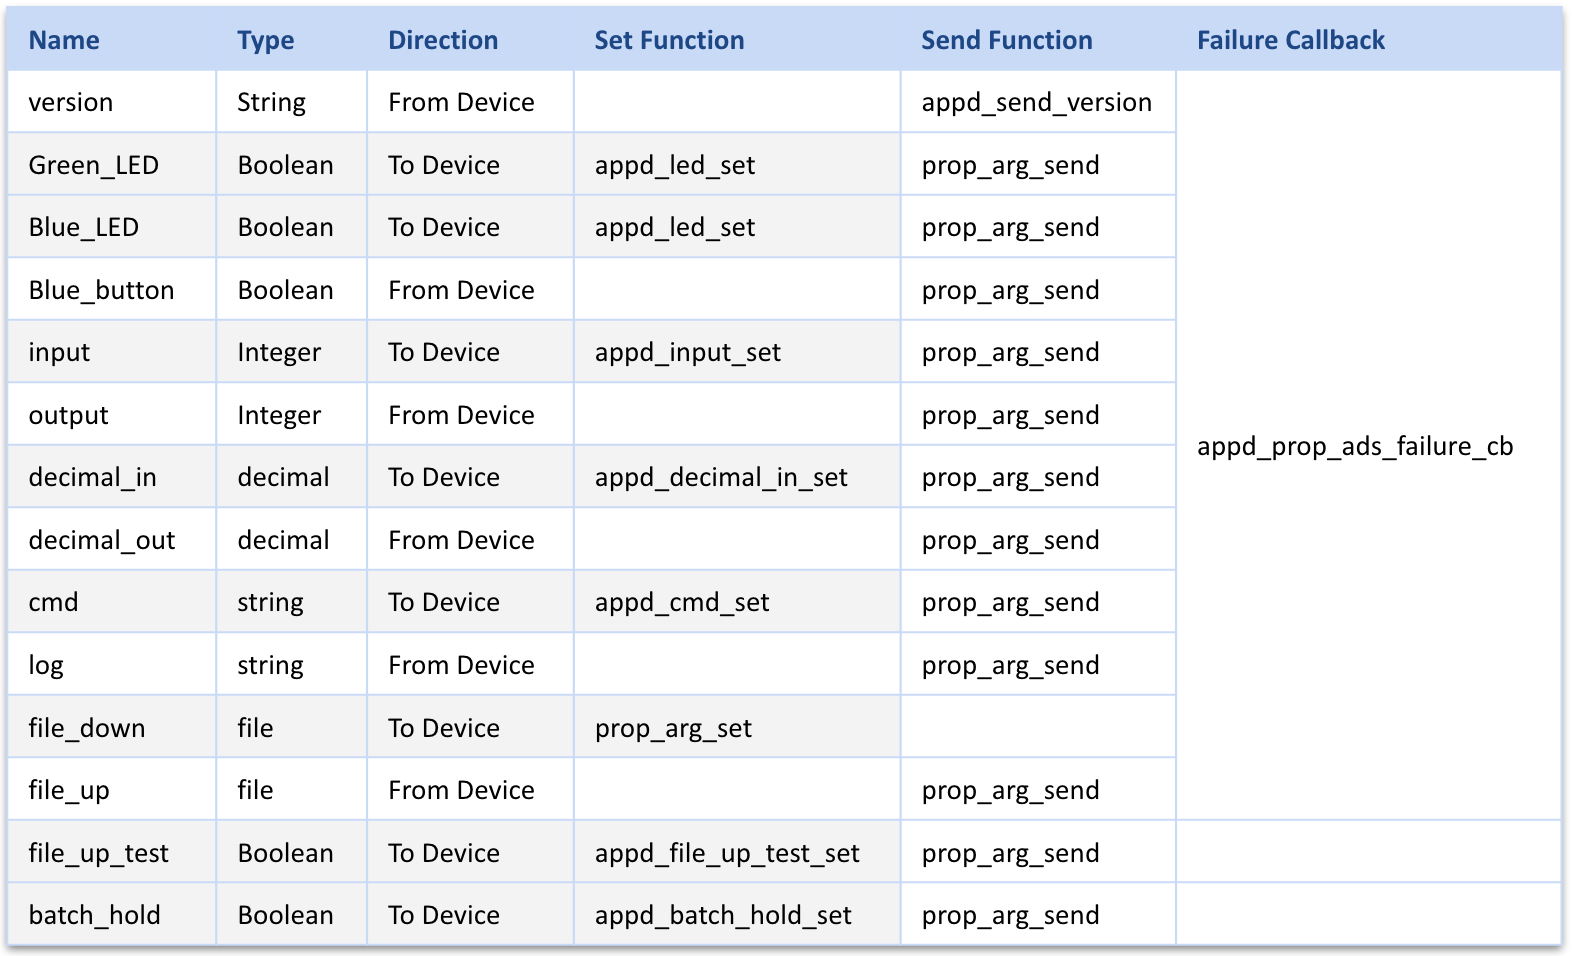 Name Type Direction Set Function Send Function Failure Callback
version String From Device appd_send_version
Green_LED Boolean To Device appd_led_set prop_arg_send
Blue_LED Boolean To Device appd_led_set prop_arg_send
Blue_button Boolean From Device prop_arg_send
input Integer To Device appd_input_set prop_arg_send
output Integer From Device prop_arg_send
appd_prop_ads_failure_cb
decimal_in decimal To Device appd_decimal_in_set prop_arg_send
decimal_out decimal From Device prop_arg_send
cmd string To Device appd_cmd_set prop_arg_send
log string From Device prop_arg_send
file_down file To Device prop_arg_set
file_up file From Device prop_arg_send
file_up_test Boolean To Device appd_file_up_test_set prop_arg_send
batch_hold Boolean To Device appd_batch_hold_set prop_arg_send